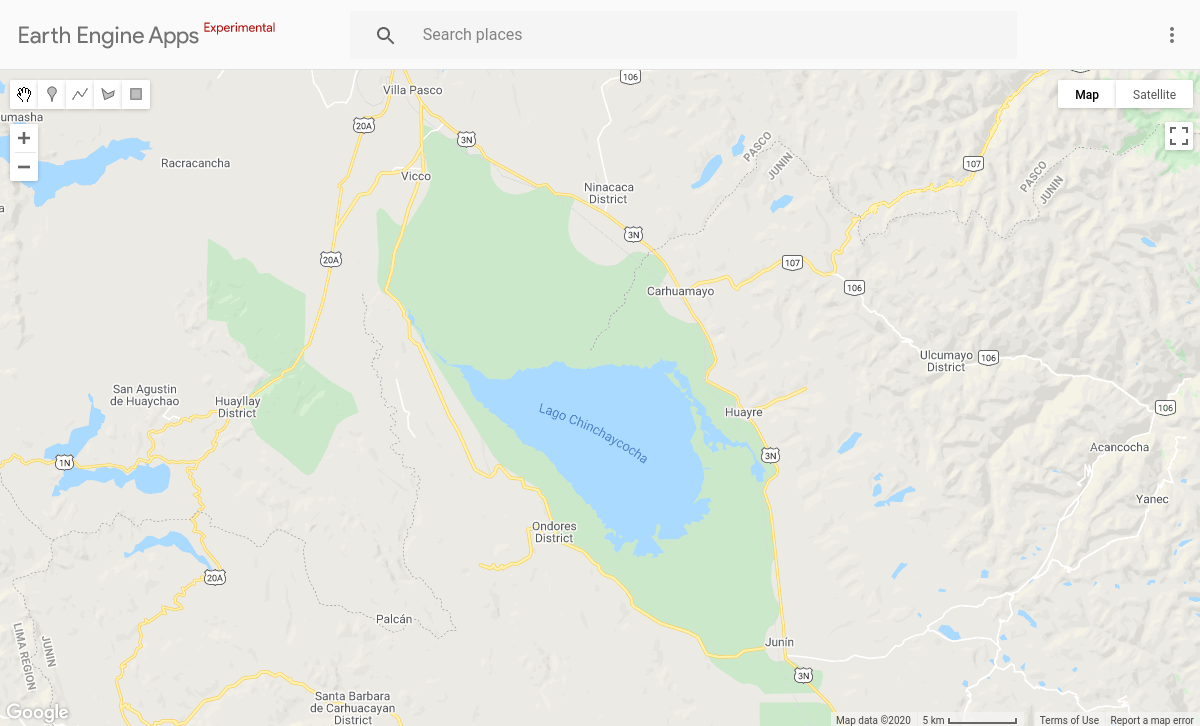 Earth Engine Apps Experimental
Search places
Map
Satellite
106
Villa Pasco
umasha
20A
3N
PASCO
JUNIN
107
PASCO
JUNIN
Racracancha
Vicco
Ninacaca
District
a
3N
20A
107
106
Carhuamayo
Ulcumayo
District
106
San Agustin
de Huaychao
Huayllay
District
Lago Chinchaycocha
Huayre
106
3N
Acancocha
1N
Yanec
Ondores
District
20A
Palcán
LIMA REGION
JUNIN
Junín
3N
Santa Barbara
de Carhuacayan
District
Google
Map data ©2020
5 km
Terms of Use
Report a map error